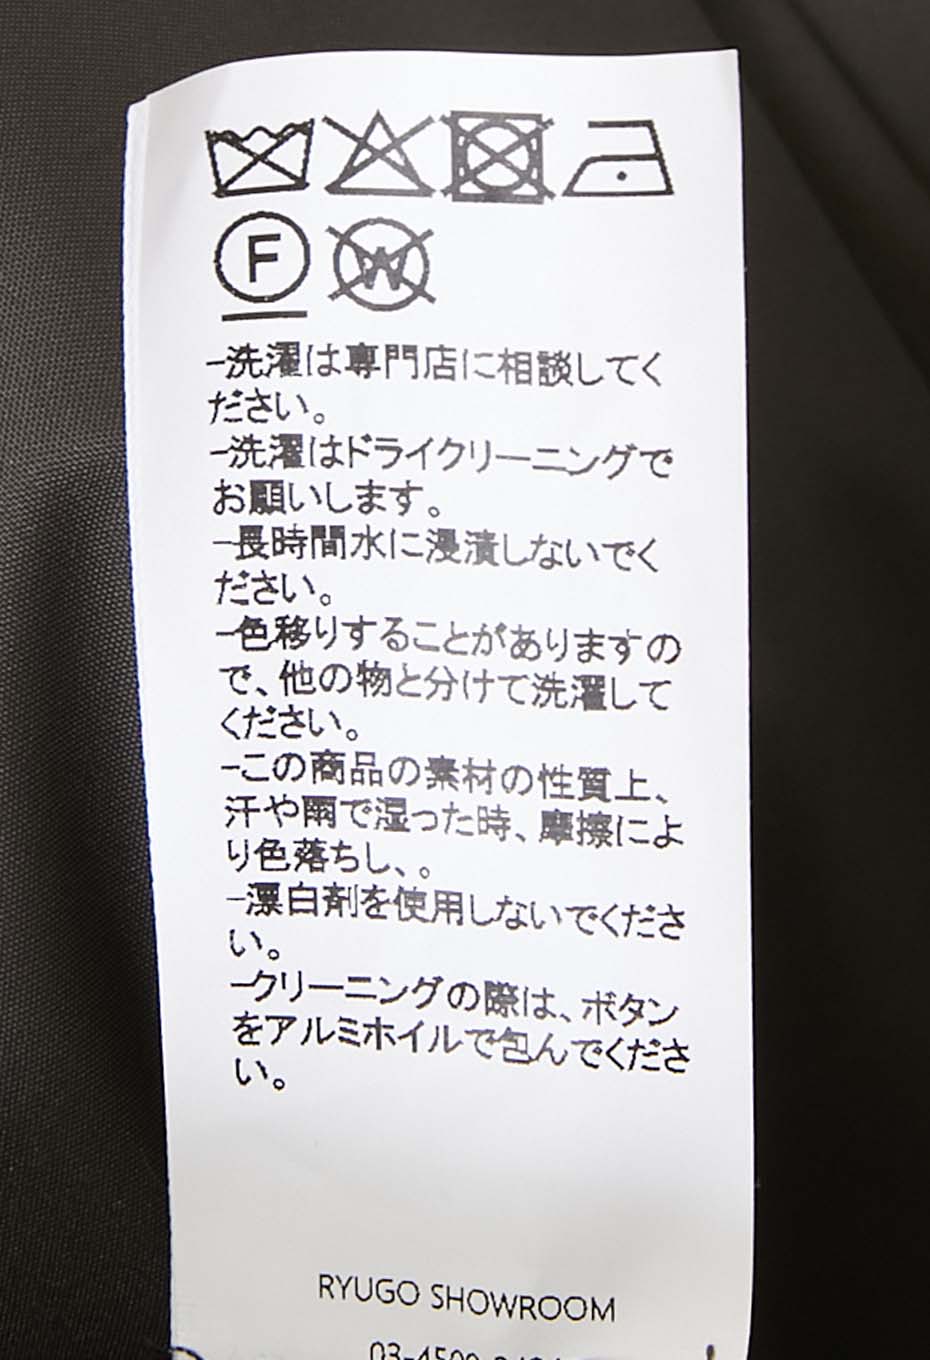 F
W
-洗濯は専門店に相談してく
ださい。
-洗濯はドライクリーニングで
お願いします。
-長時間水に浸漬しないでく
ださい。
-色移りすることがありますの
で、他の物と分けて洗濯して
ください。
-この商品の素材の性質上、
汗や雨で湿った時、摩擦によ
り色落ちし、。
-漂白剤を使用しないでくださ
い。
-クリーニングの際は、ボタン
をアルミホイルで包んでくださ
い。
RYUGO SHOWROOM